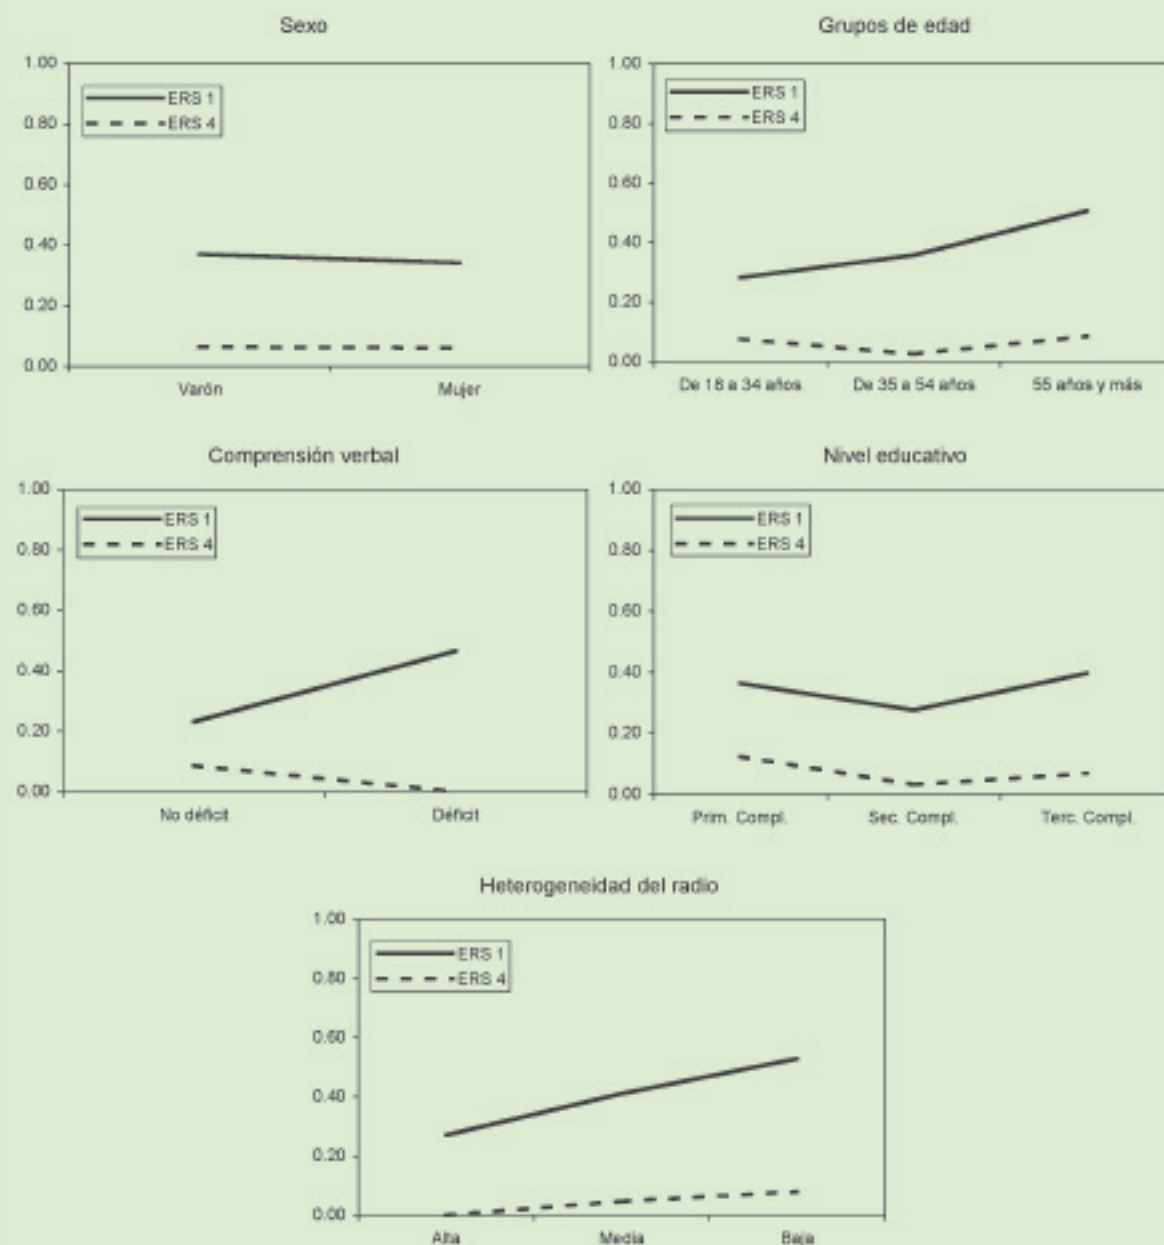 Sexo
1.00
ERS 1
0.80
ERS 4
0.60
0.40
0.20
0.00
Varón Mujer
Grupos de edad
1.00
ERS 1
0.80
ERS 4
0.60
0.40
0.20
0.00
De 18 a 34 años De 35 a 54 años 55 años y más
Comprensión verbal
1.00
ERS 1
ERS 4
0.80
0.60
0.40
0.20
0.00
No déficit Déficit
Nivel educativo
1.00
ERS 1
ERS 4
0.80
0.60
0.40
0.20
0.00
Prim. Compl. Sec. Compl. Terc. Compl.
Heterogeneidad del radio
1.00
ERS 1
0.80
ERS 4
0.60
0.40
0.20
0.00
Alta Media Baja